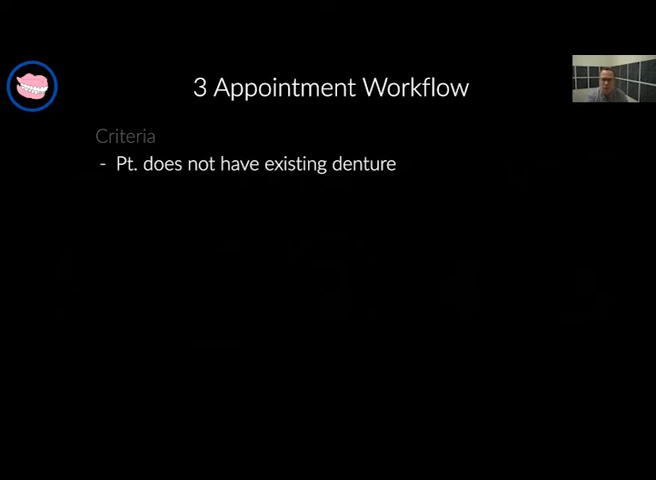 3 Appointment Workflow
Criteria
- Pt. does not have existing denture